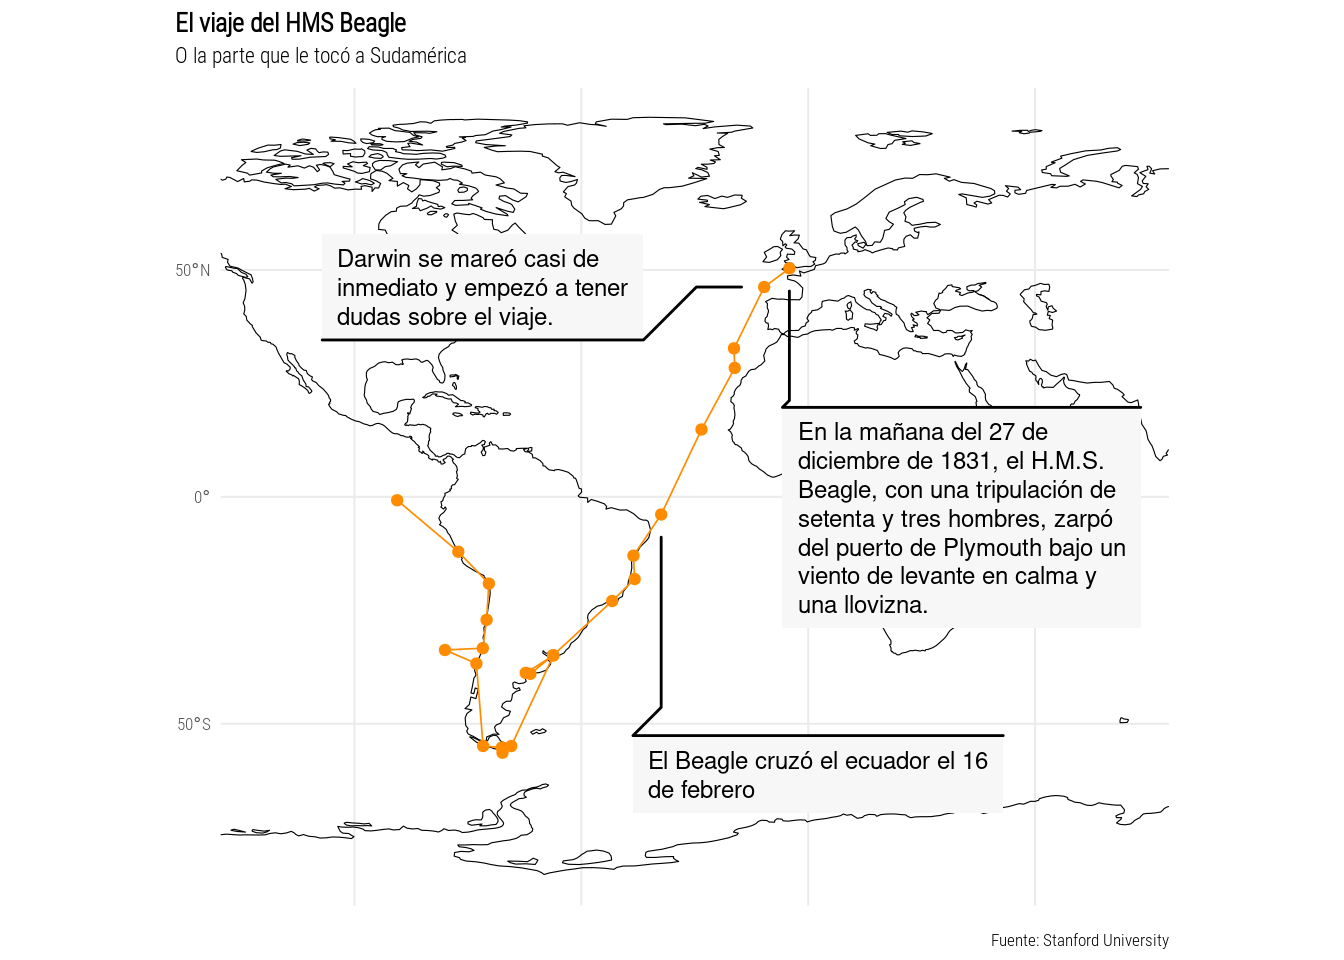 El viaje del HMS Beagle
O la parte que le tocó a Sudamérica
Darwin se mareó casi de
inmediato y empezó a tener
dudas sobre el viaje.
50°N
En la mañana del 27 de
diciembre de 1831, el H.M.S.
Beagle, con una tripulación de
setenta y tres hombres, zarpó
del puerto de Plymouth bajo un
viento de levante en calma y
una llovizna.
0°
50°S
El Beagle cruzó el ecuador el 16
de febrero
Fuente: Stanford University